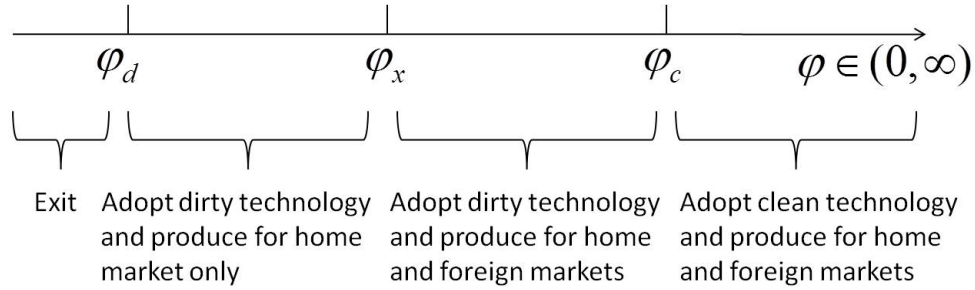 φ_d φ_x φ_c φ ∈ (0, ∞)
Exit Adopt dirty technology Adopt dirty technology Adopt clean technology
and produce for home and produce for home and produce for home
market only and foreign markets and foreign markets